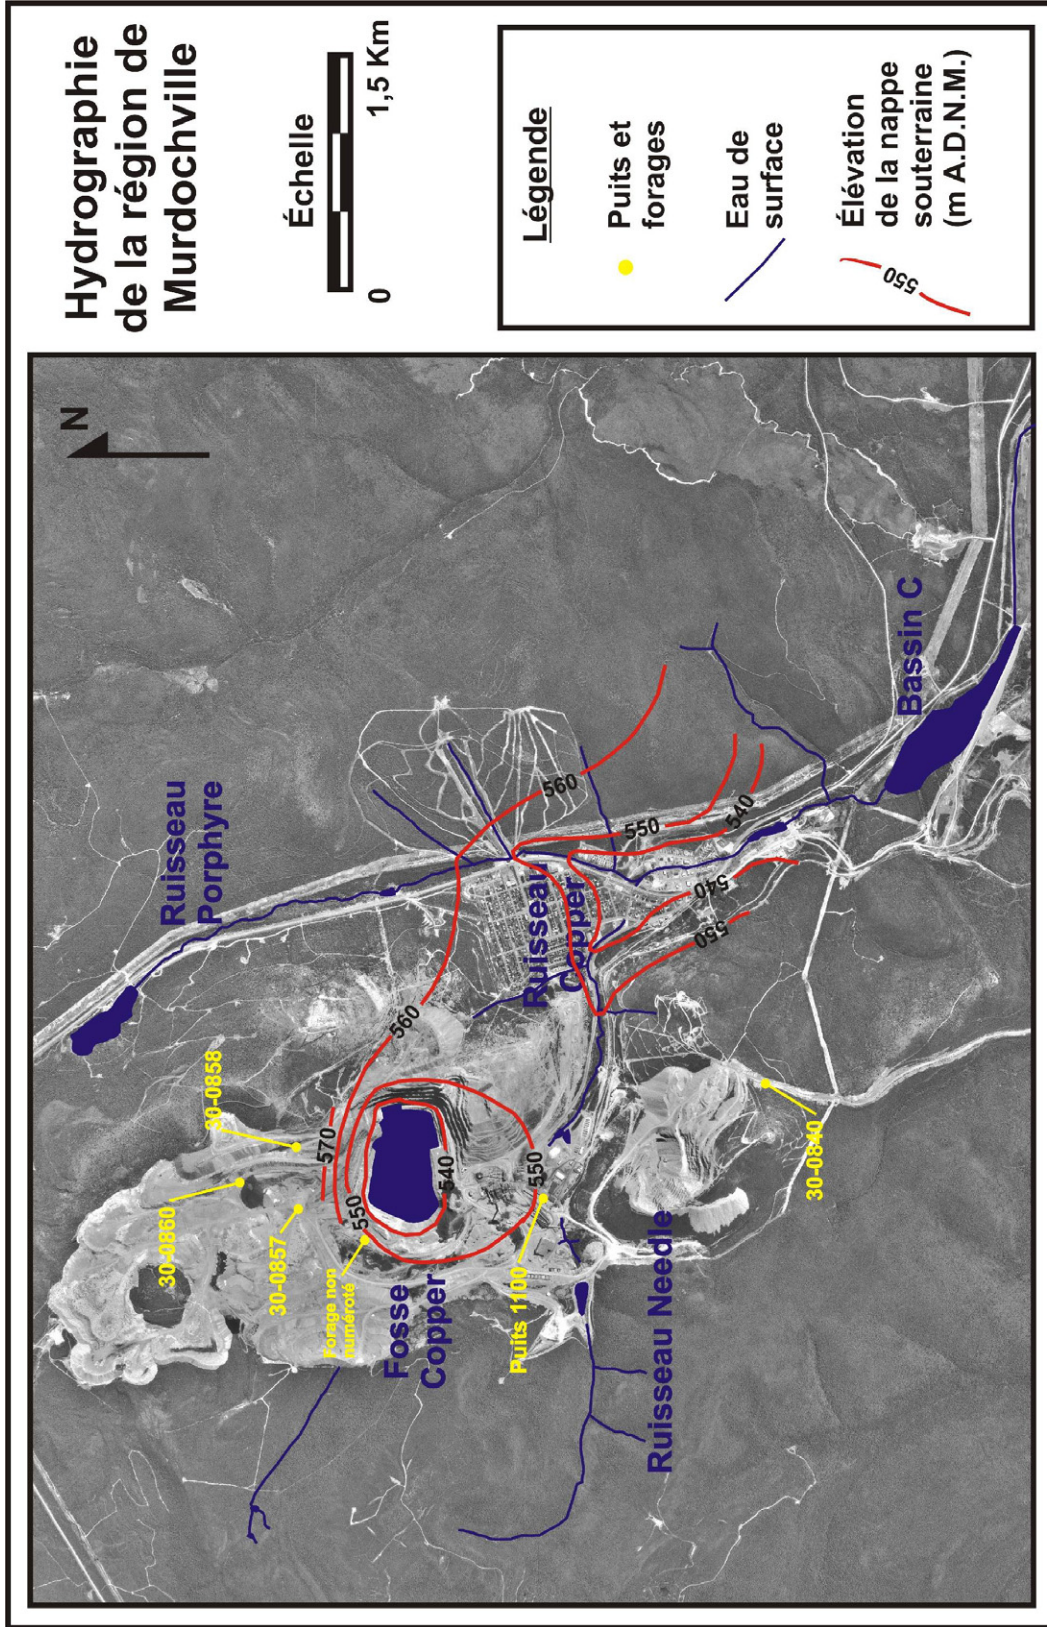 Hydrographie
de la région de
Murdochville
Échelle
0
1,5 Km
Légende
Puits et
forages
Eau de
surface
550
Élévation
de la nappe
souterraine
(m A.D.N.M.)
N
Ruisseau
Porphyre
30-0858
30-0860
30-0857
Forage non
numéroté
Fosse
Copper
Puits 1100
Ruisseau Needle
30-0840
Ruisseau
Copper
Bassin C
570
560
560
550
540
550
550
540
540
550